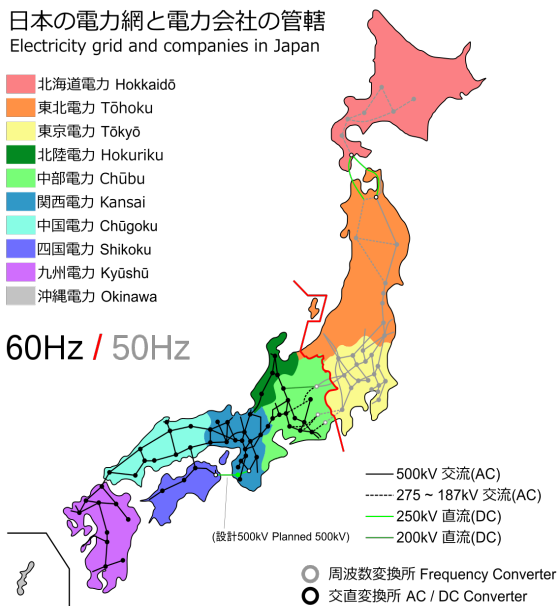 日本の電力網と電力会社の管轄
Electricity grid and companies in Japan
北海道電力 Hokkaidō
東北電力 Tōhoku
東京電力 Tōkyō
北陸電力 Hokuriku
中部電力 Chūbu
関西電力 Kansai
中国電力 Chūgoku
四国電力 Shikoku
九州電力 Kyūshū
沖縄電力 Okinawa
60Hz / 50Hz
500kV 交流(AC)
275 ~ 187kV 交流(AC)
250kV 直流(DC)
200kV 直流(DC)
(設計500kV Planned 500kV)
周波数変換所 Frequency Converter
交直変換所 AC / DC Converter